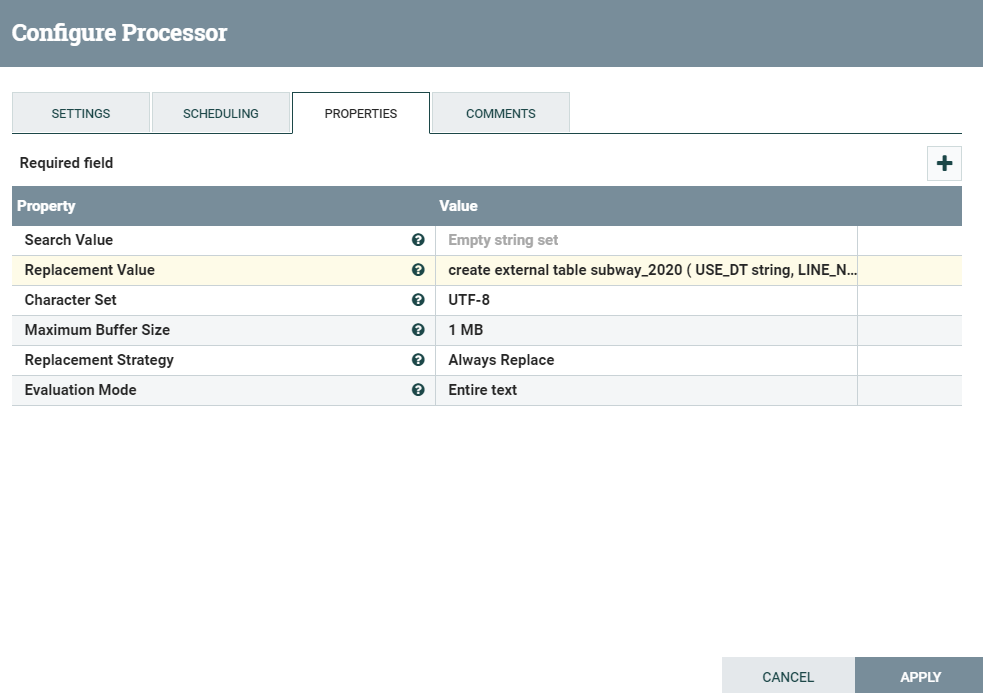 Configure Processor
SETTINGS SCHEDULING PROPERTIES COMMENTS
Required field
Property Value
Search Value Empty string set
Replacement Value create external table subway_2020 ( USE_DT string, LINE_N...
Character Set UTF-8
Maximum Buffer Size 1 MB
Replacement Strategy Always Replace
Evaluation Mode Entire text
CANCEL APPLY